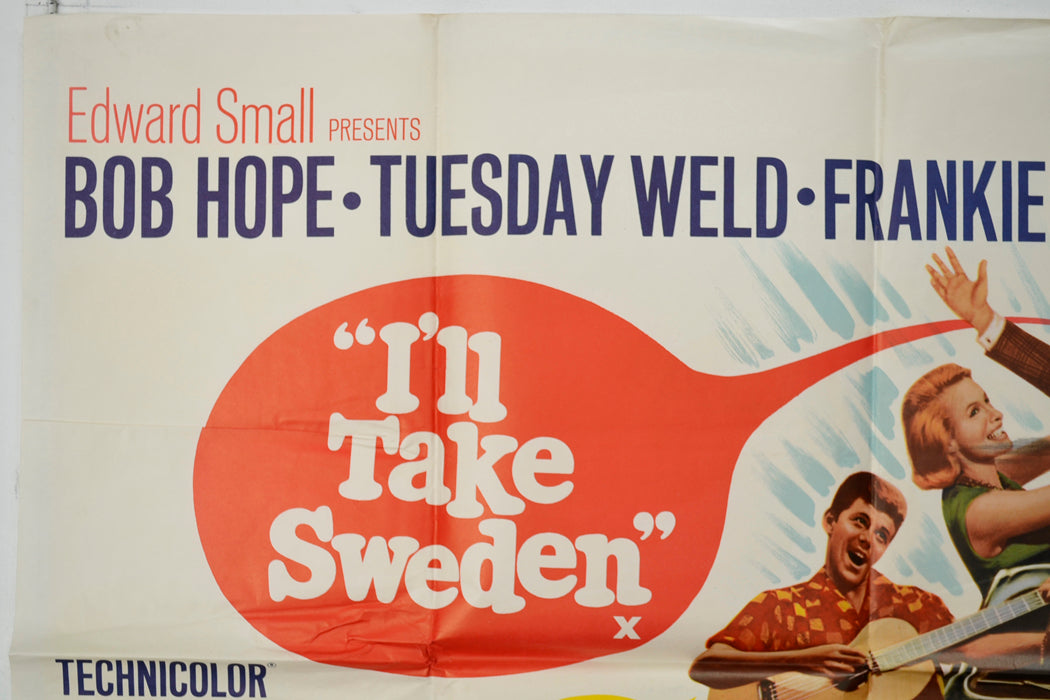 Edward Small PRESENTS
BOB HOPE • TUESDAY WELD • FRANKIE
“I'll
Take
Sweden”
x
TECHNICOLOR®